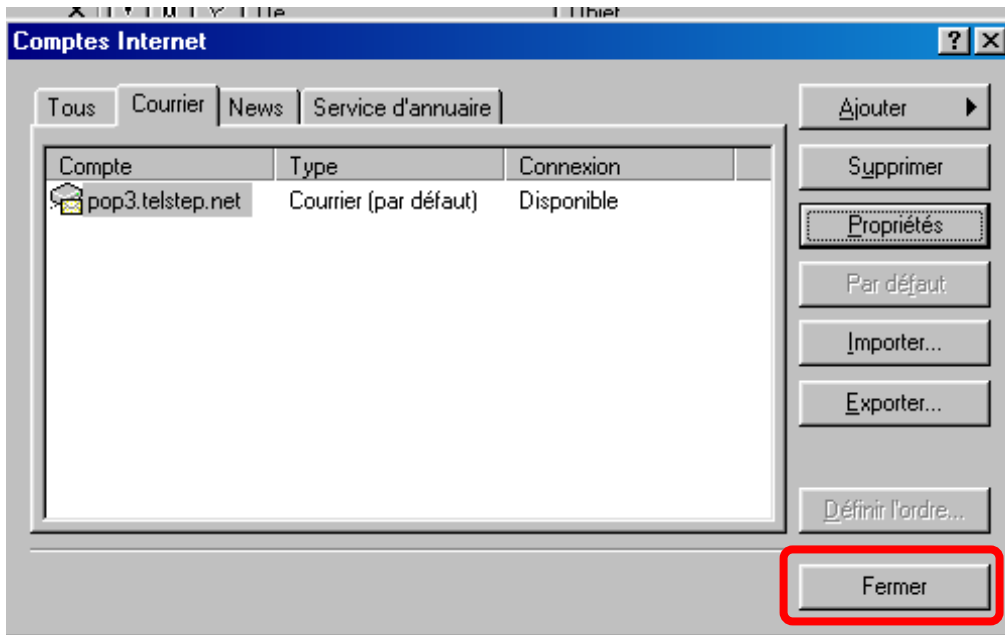 Comptes Internet
Tous Courrier News Service d'annuaire
Compte Type Connexion
pop3.telstep.net Courrier (par défaut) Disponible
Ajouter
Supprimer
Propriétés
Par défaut
Importer...
Exporter...
Définir l'ordre...
Fermer